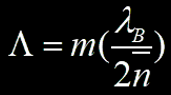 Λ = m(λ_B / 2n̅)